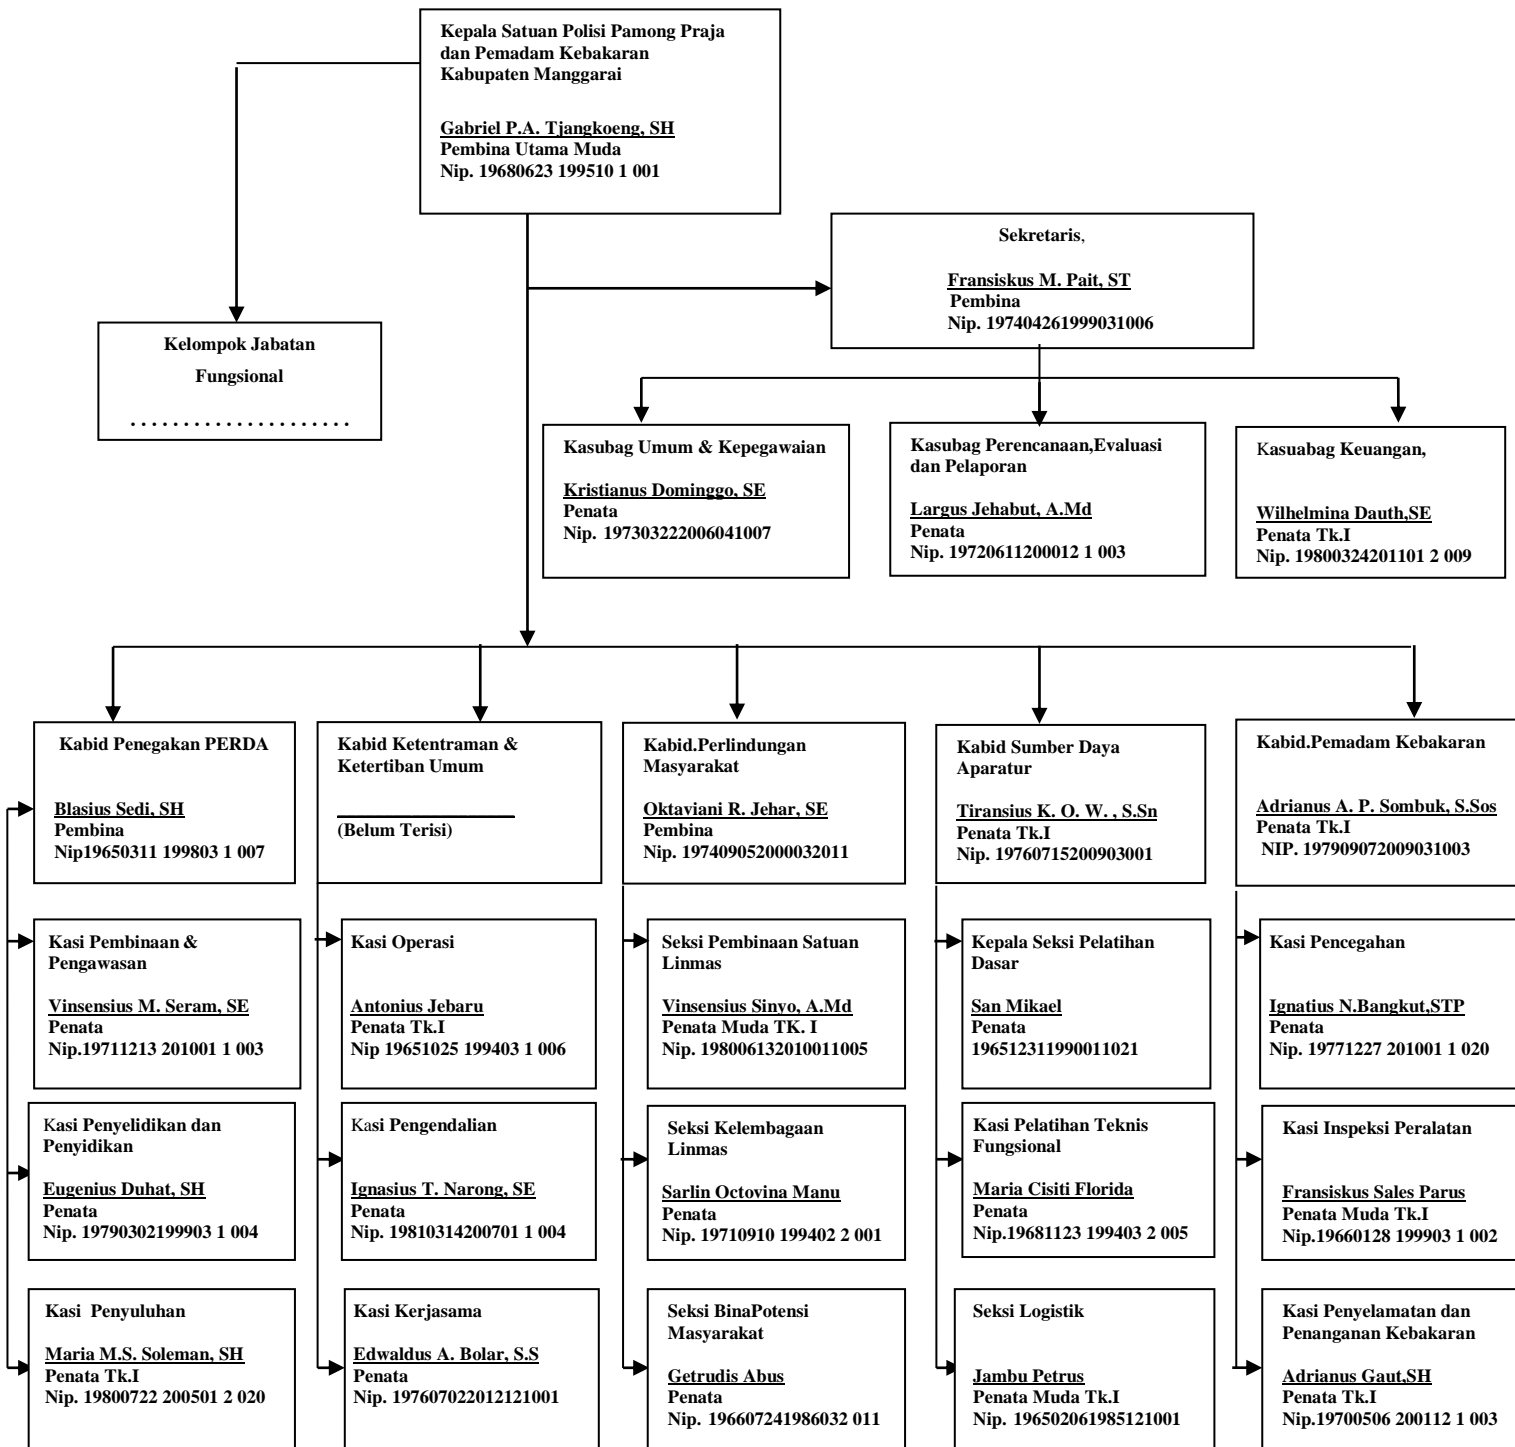 Kepala Satuan Polisi Pamong Praja
dan Pemadam Kebakaran
Kabupaten Manggarai
Gabriel P.A. Tjangkoeng, SH
Pembina Utama Muda
Nip. 19680623 199510 1 001
Sekretaris,
Fransiskus M. Pait, ST
Pembina
Nip. 197404261999031006
Kelompok Jabatan
Fungsional
. . . . . . . . . . . . . . . . . . . . .
Kasubag Umum & Kepegawaian
Kristianus Dominggo, SE
Penata
Nip. 197303222006041007
Kasubag Perencanaan,Evaluasi
dan Pelaporan
Largus Jehabut, A.Md
Penata
Nip. 19720611200012 1 003
Kasuabag Keuangan,
Wilhelmina Dauth,SE
Penata Tk.I
Nip. 19800324201101 2 009
Kabid Penegakan PERDA
Blasius Sedi, SH
Pembina
Nip19650311 199803 1 007
Kabid Ketentraman &
Ketertiban Umum
(Belum Terisi)
Kabid.Perlindungan
Masyarakat
Oktaviani R. Jehar, SE
Pembina
Nip. 197409052000032011
Kabid Sumber Daya
Aparatur
Tiransius K. O. W. , S.Sn
Penata Tk.I
Nip. 19760715200903001
Kabid.Pemadam Kebakaran
Adrianus A. P. Sombuk, S.Sos
Penata Tk.I
NIP. 197909072009031003
Kasi Pembinaan &
Pengawasan
Vinsensius M. Seram, SE
Penata
Nip.19711213 201001 1 003
Kasi Operasi
Antonius Jebaru
Penata Tk.I
Nip 19651025 199403 1 006
Seksi Pembinaan Satuan
Linmas
Vinsensius Sinyo, A.Md
Penata Muda TK. I
Nip. 198006132010011005
Kepala Seksi Pelatihan
Dasar
San Mikael
Penata
196512311990011021
Kasi Pencegahan
Ignatius N.Bangkut,STP
Penata
Nip. 19771227 201001 1 020
Kasi Penyelidikan dan
Penyidikan
Eugenius Duhat, SH
Penata
Nip. 19790302199903 1 004
Kasi Pengendalian
Ignasius T. Narong, SE
Penata
Nip. 19810314200701 1 004
Seksi Kelembagaan
Linmas
Sarlin Octovina Manu
Penata
Nip. 19710910 199402 2 001
Kasi Pelatihan Teknis
Fungsional
Maria Cisiti Florida
Penata
Nip.19681123 199403 2 005
Kasi Inspeksi Peralatan
Fransiskus Sales Parus
Penata Muda Tk.I
Nip.19660128 199903 1 002
Kasi Penyuluhan
Maria M.S. Soleman, SH
Penata Tk.I
Nip. 19800722 200501 2 020
Kasi Kerjasama
Edwaldus A. Bolar, S.S
Penata
Nip. 197607022012121001
Seksi BinaPotensi
Masyarakat
Getrudis Abus
Penata
Nip. 196607241986032 011
Seksi Logistik
Jambu Petrus
Penata Muda Tk.I
Nip. 196502061985121001
Kasi Penyelamatan dan
Penanganan Kebakaran
Adrianus Gaut,SH
Penata Tk.I
Nip.19700506 200112 1 003